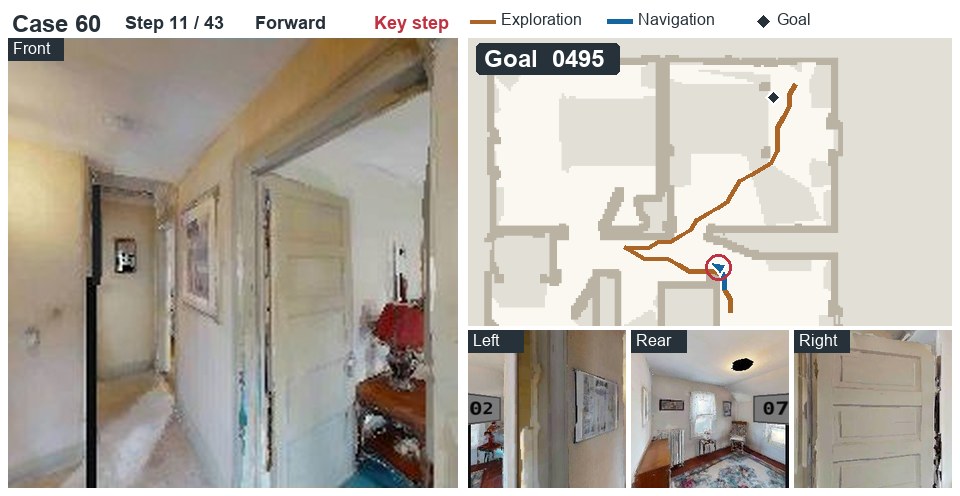 Case 60
Step 11 / 43
Forward
Key step
Exploration
Navigation
Goal
Front
Goal 0495
Left
Rear
Right
02
07